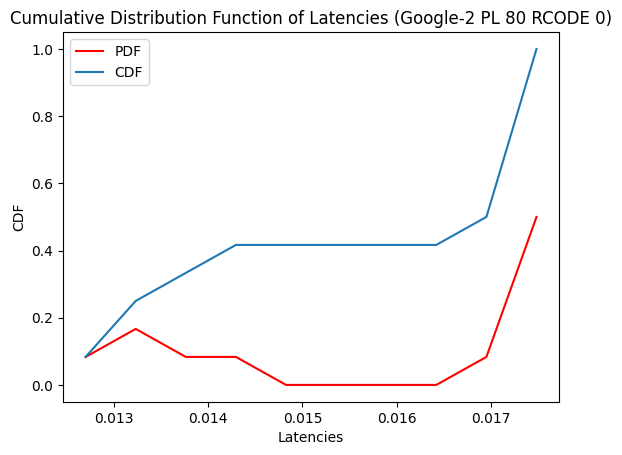 Cumulative Distribution Function of Latencies (Google-2 PL 80 RCODE 0)
PDF
CDF
CDF
1.0
0.8
0.6
0.4
0.2
0.0
0.013
0.014
0.015
0.016
0.017
Latencies